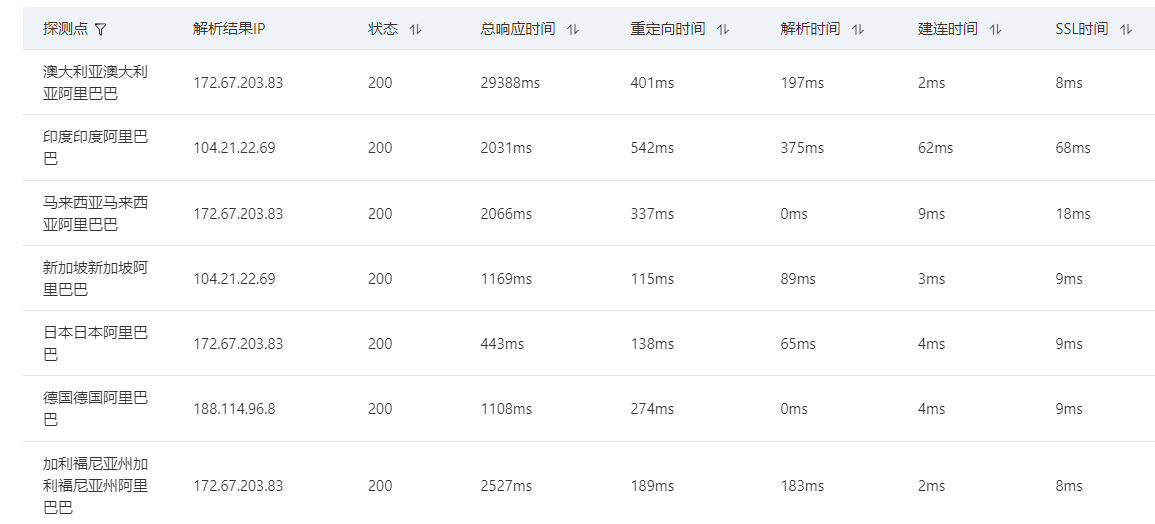 探测点 解析结果IP 状态 总响应时间 重定向时间 解析时间 建连时间 SSL时间
澳大利亚澳大利
亚阿里巴巴 172.67.203.83 200 29388ms 401ms 197ms 2ms 8ms
印度印度阿里巴
巴 104.21.22.69 200 2031ms 542ms 375ms 62ms 68ms
马来西亚马来西
亚阿里巴巴 172.67.203.83 200 2066ms 337ms 0ms 9ms 18ms
新加坡新加坡阿
里巴巴 104.21.22.69 200 1169ms 115ms 89ms 3ms 9ms
日本日本阿里巴
巴 172.67.203.83 200 443ms 138ms 65ms 4ms 9ms
德国德国阿里巴
巴 188.114.96.8 200 1108ms 274ms 0ms 4ms 9ms
加利福尼亚州加
利福尼亚州阿里
巴巴 172.67.203.83 200 2527ms 189ms 183ms 2ms 8ms